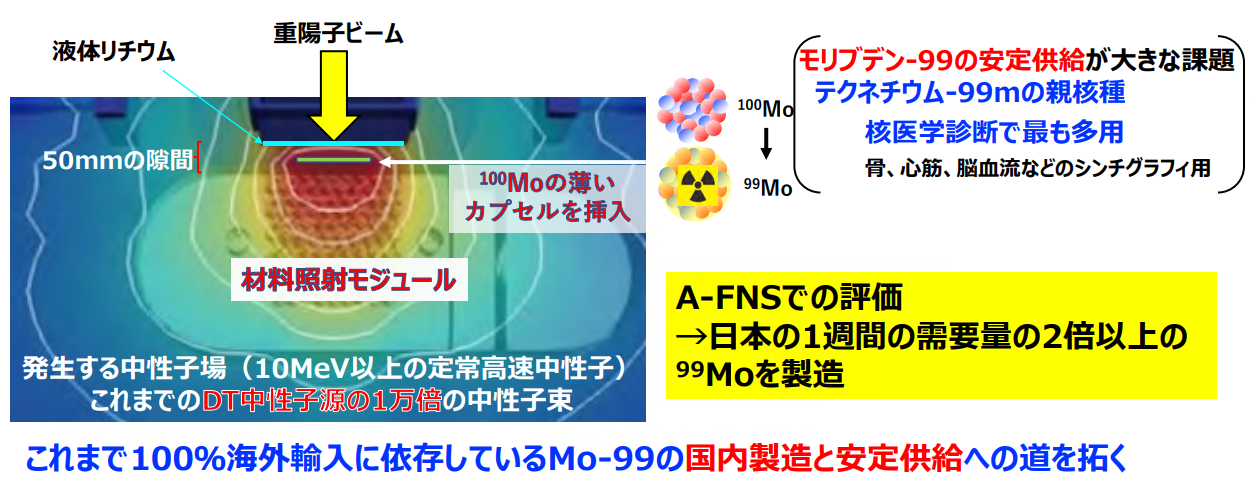 重陽子ビーム
液体リチウム
50mmの隙間
100Moの薄い
カプセルを挿入
材料照射モジュール
発生する中性子場（10MeV以上の定常高速中性子）
これまでのDT中性子源の1万倍の中性子束
100Mo
99Mo
モリブデン-99の安定供給が大きな課題
テクネチウム-99mの親核種
核医学診断で最も多用
骨、心筋、脳血流などのシンチグラフィ用
A-FNSでの評価
→日本の1週間の需要量の2倍以上の
99Moを製造
これまで100%海外輸入に依存しているMo-99の国内製造と安定供給への道を拓く